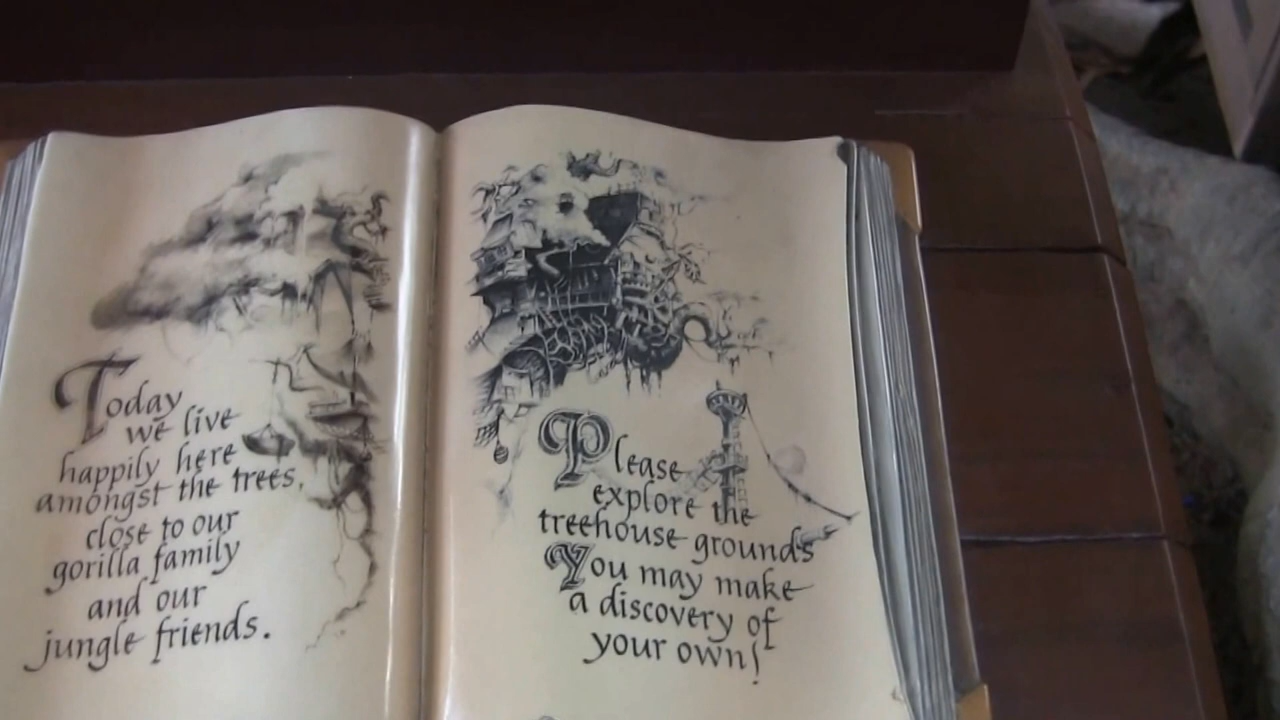 Today
we live
happily here
amongst the trees,
close to our
gorilla family
and our
jungle friends.
Please
explore the
treehouse grounds
You may make
a discovery of
your own!